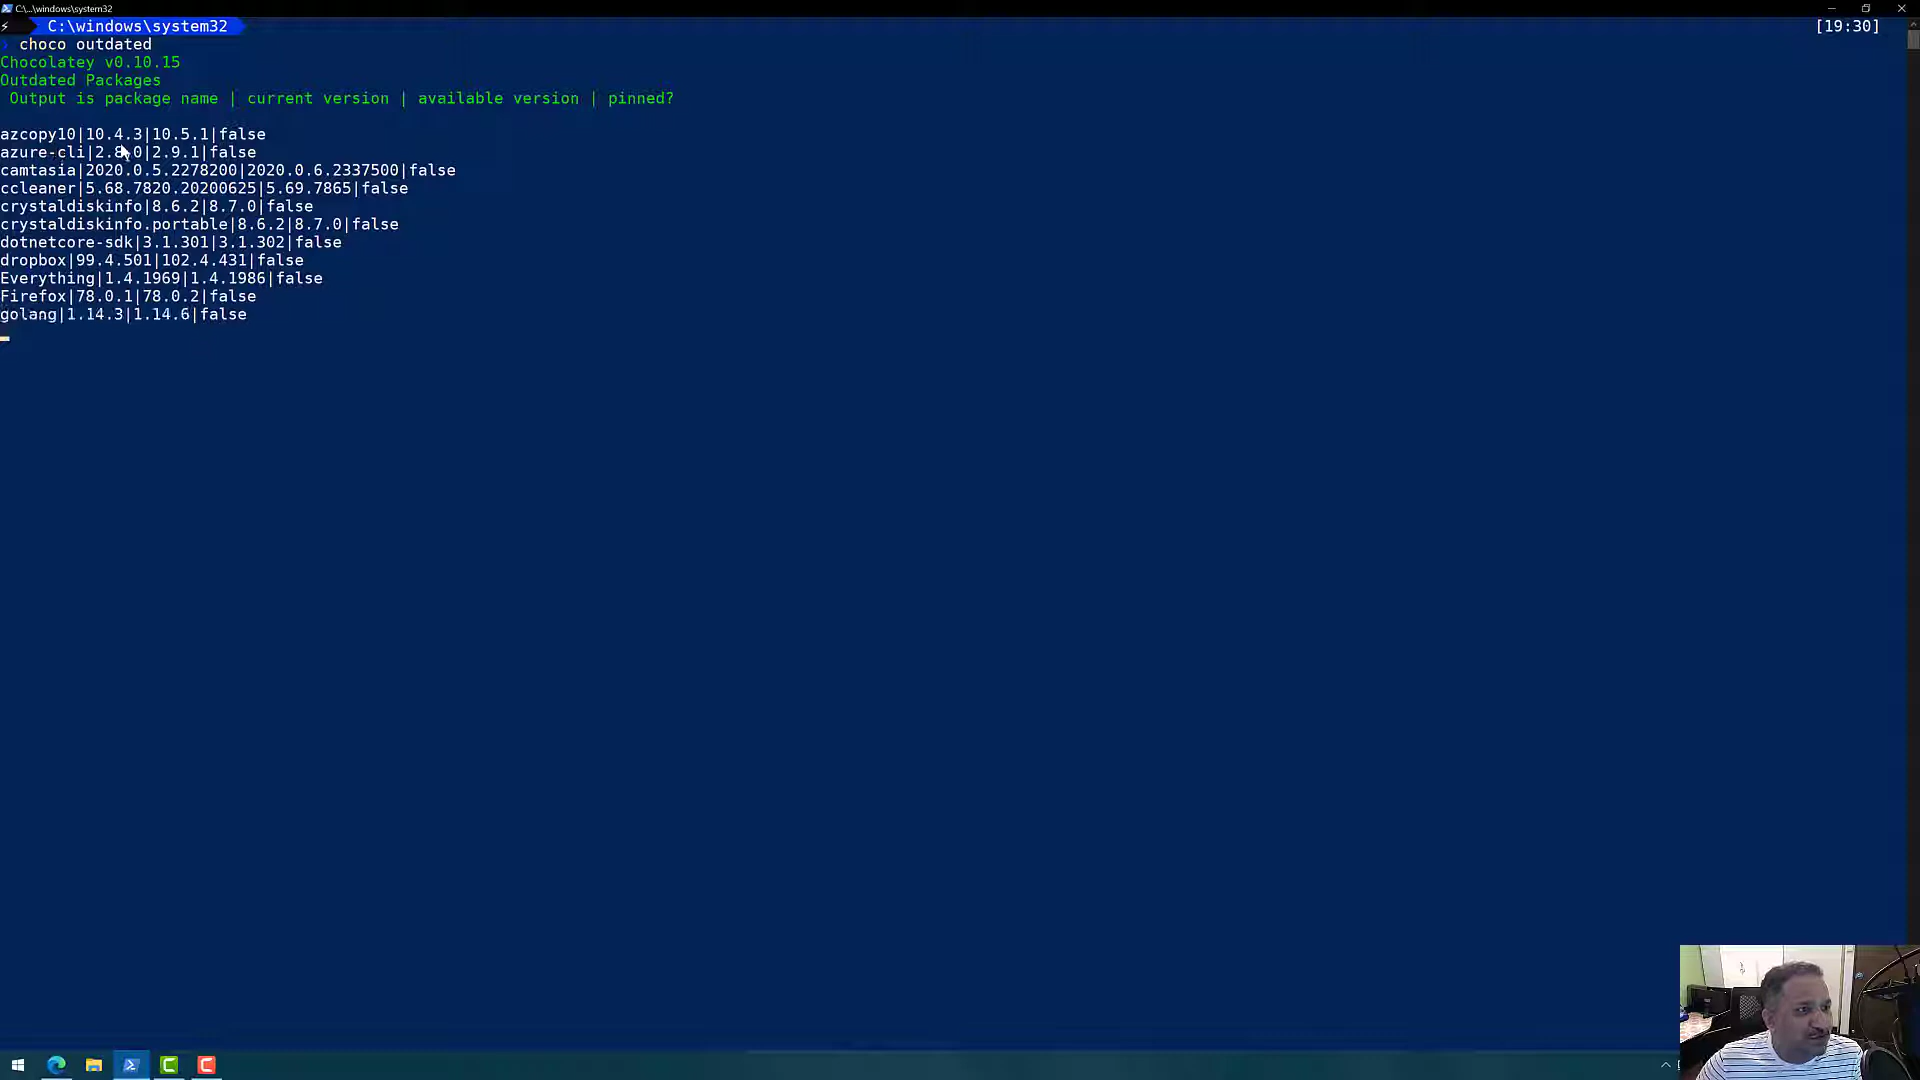 C:\...\windows\system32
C:\windows\system32
[19:30]
choco outdated
Chocolatey v0.10.15
Outdated Packages
Output is package name | current version | available version | pinned?
azcopy10|10.4.3|10.5.1|false
azure-cli|2.8.0|2.9.1|false
camtasia|2020.0.5.2278200|2020.0.6.2337500|false
ccleaner|5.68.7820.20200625|5.69.7865|false
crystaldiskinfo|8.6.2|8.7.0|false
crystaldiskinfo.portable|8.6.2|8.7.0|false
dotnetcore-sdk|3.1.301|3.1.302|false
dropbox|99.4.501|102.4.431|false
Everything|1.4.1969|1.4.1986|false
Firefox|78.0.1|78.0.2|false
golang|1.14.3|1.14.6|false